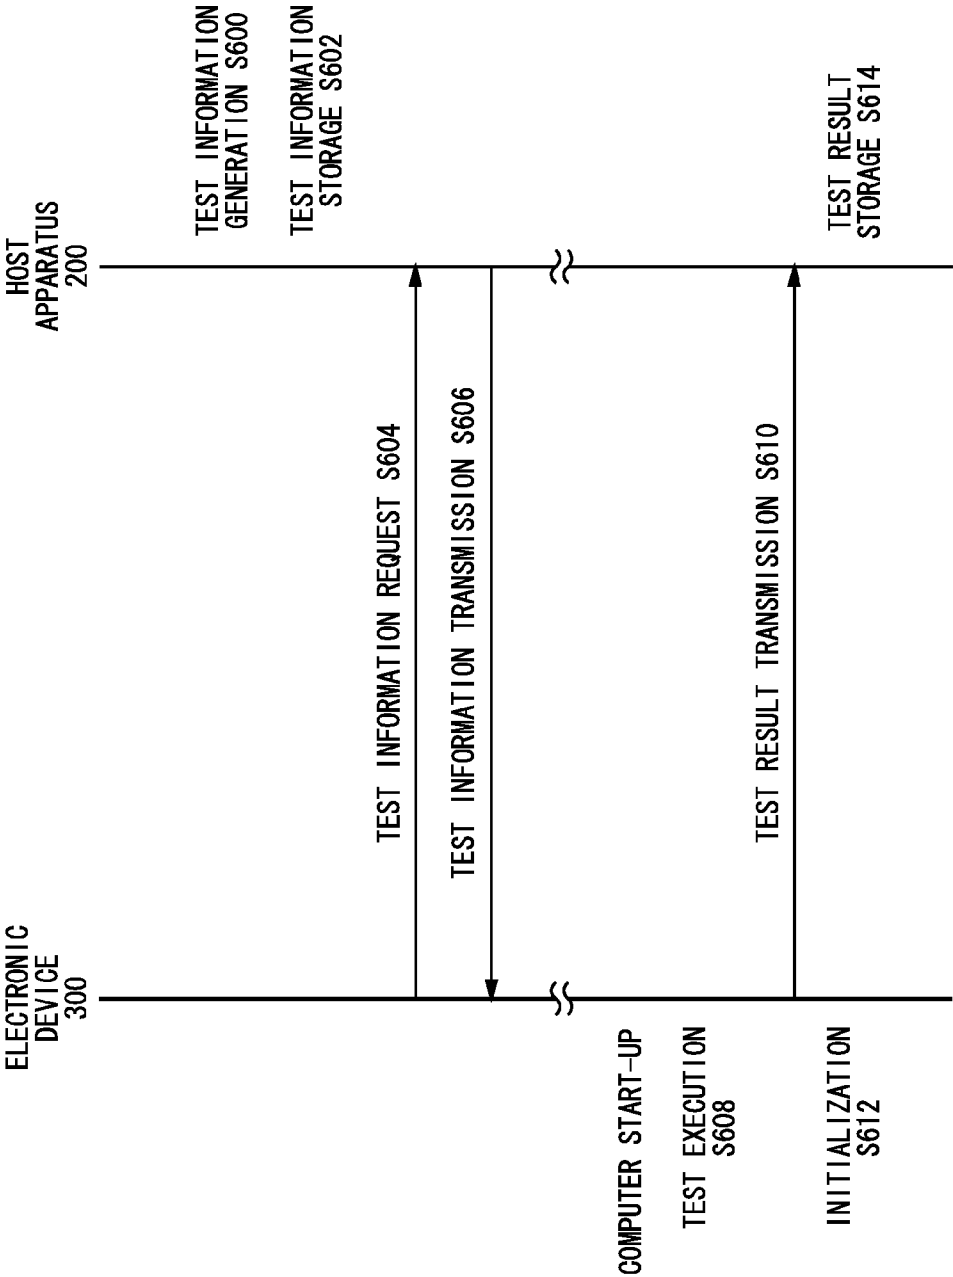 ELECTRONIC
DEVICE
300
HOST
APPARATUS
200
TEST INFORMATION
GENERATION S600
TEST INFORMATION
STORAGE S602
TEST INFORMATION REQUEST S604
TEST INFORMATION TRANSMISSION S606
COMPUTER START-UP
TEST EXECUTION
S608
TEST RESULT TRANSMISSION S610
INITIALIZATION
S612
TEST RESULT
STORAGE S614